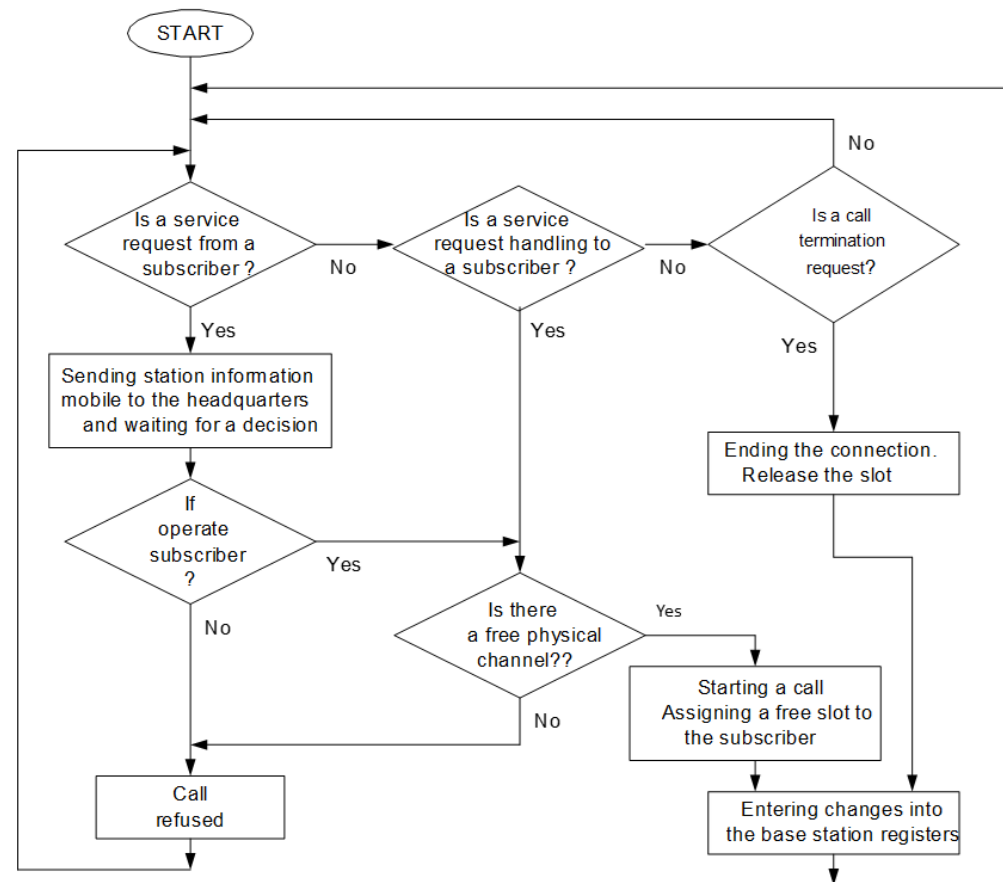 START
No
Is a service
request from a
subscriber ?
No
Is a service
request handling to
a subscriber ?
No
Is a call
termination
request?
Yes
Yes
Yes
Sending station information
mobile to the headquarters
and waiting for a decision
Ending the connection.
Release the slot
If
operate
subscriber
?
Yes
No
Is there
a free physical
channel??
Yes
No
Starting a call
Assigning a free slot to
the subscriber
Call
refused
Entering changes into
the base station registers